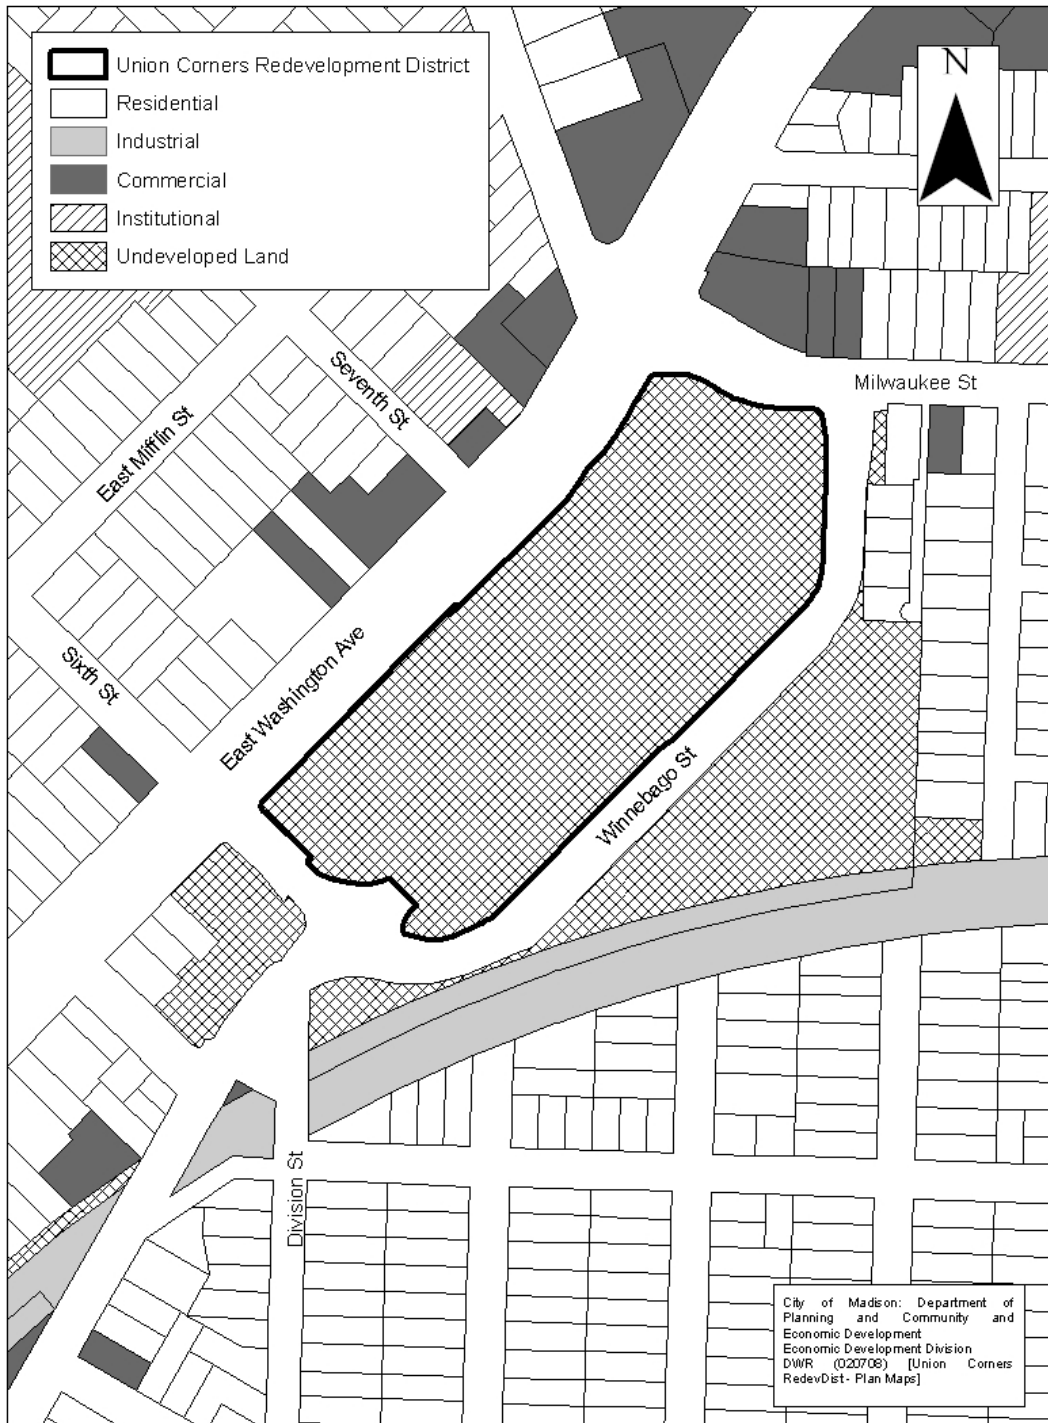 Union Corners Redevelopment District
Residential
Industrial
Commercial
Institutional
Undeveloped Land
N
Milwaukee St
Seventh St
East Mifflin St
Sixth St
East Washington Ave
Winnebago St
Division St
City of Madison: Department of
Planning and Community and
Economic Development
Economic Development Division
DWR (020708) [Union Corners
RedevDist - Plan Maps]